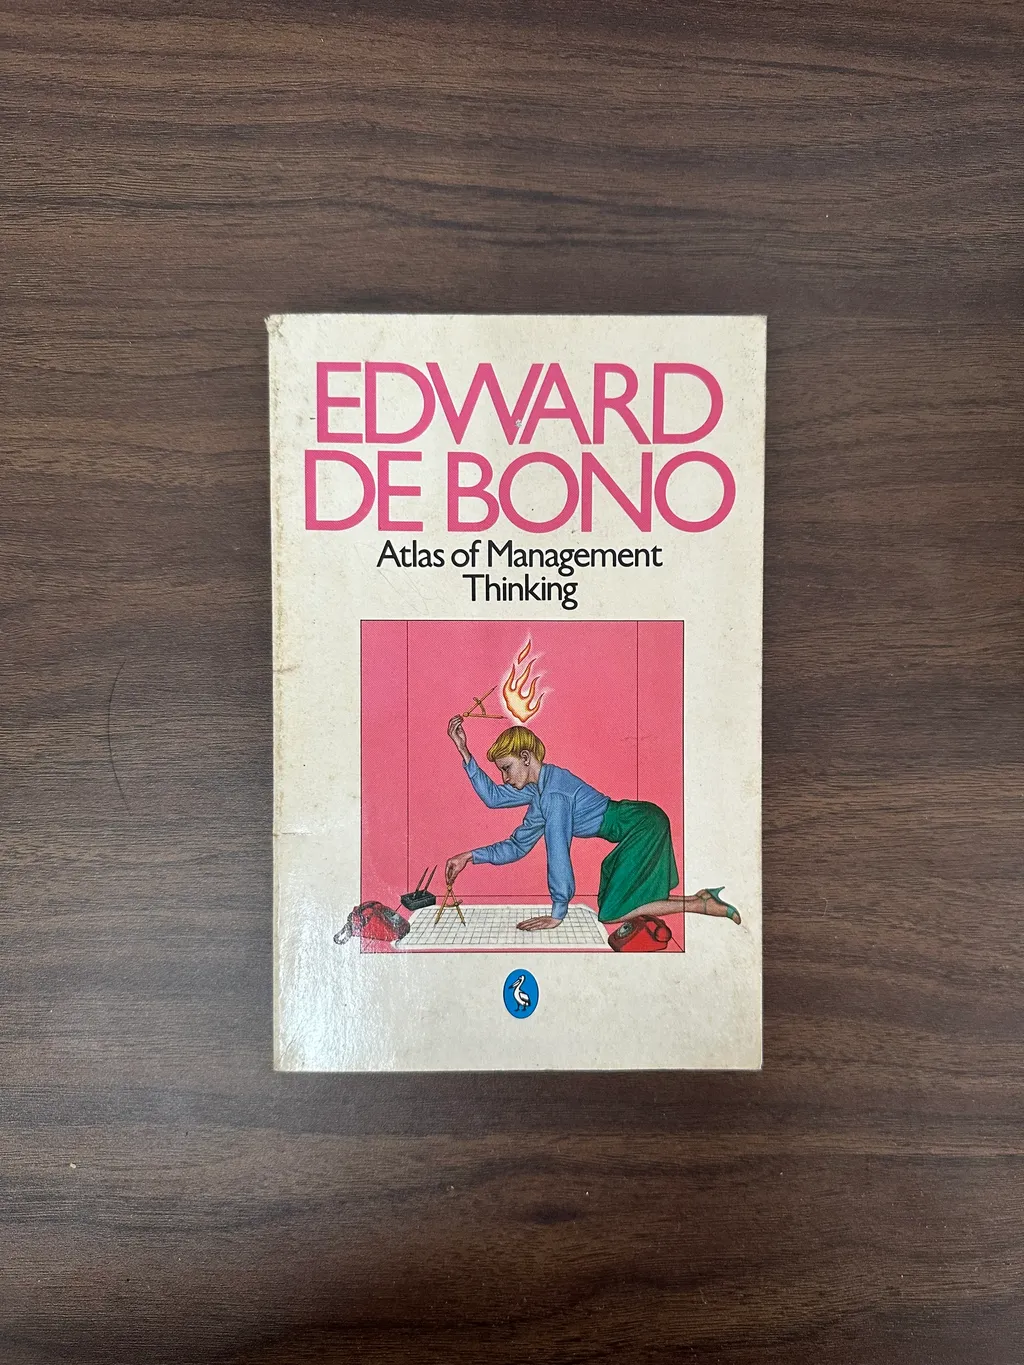 EDWARD
DE BONO
Atlas of Management
Thinking